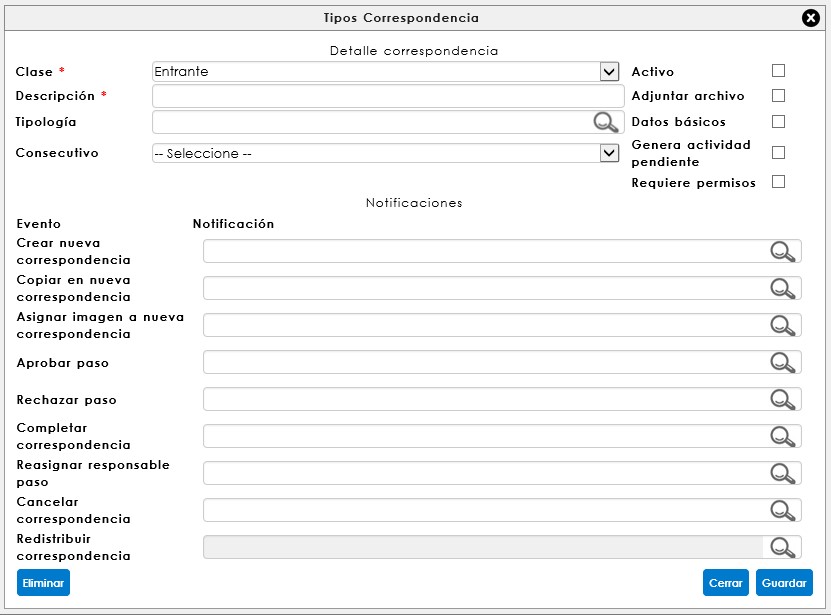 Tipos Correspondencia
Detalle correspondencia
Clase * Entrante Activo
Descripción * Adjuntar archivo
Tipología Datos básicos
Consecutivo -- Seleccione -- Genera actividad
pendiente
Requiere permisos
Notificaciones
Evento Notificación
Crear nueva
correspondencia
Copiar en nueva
correspondencia
Asignar imagen a nueva
correspondencia
Aprobar paso
Rechazar paso
Completar
correspondencia
Reasignar responsable
paso
Cancelar
correspondencia
Redistribuir
correspondencia
Eliminar Cerrar Guardar